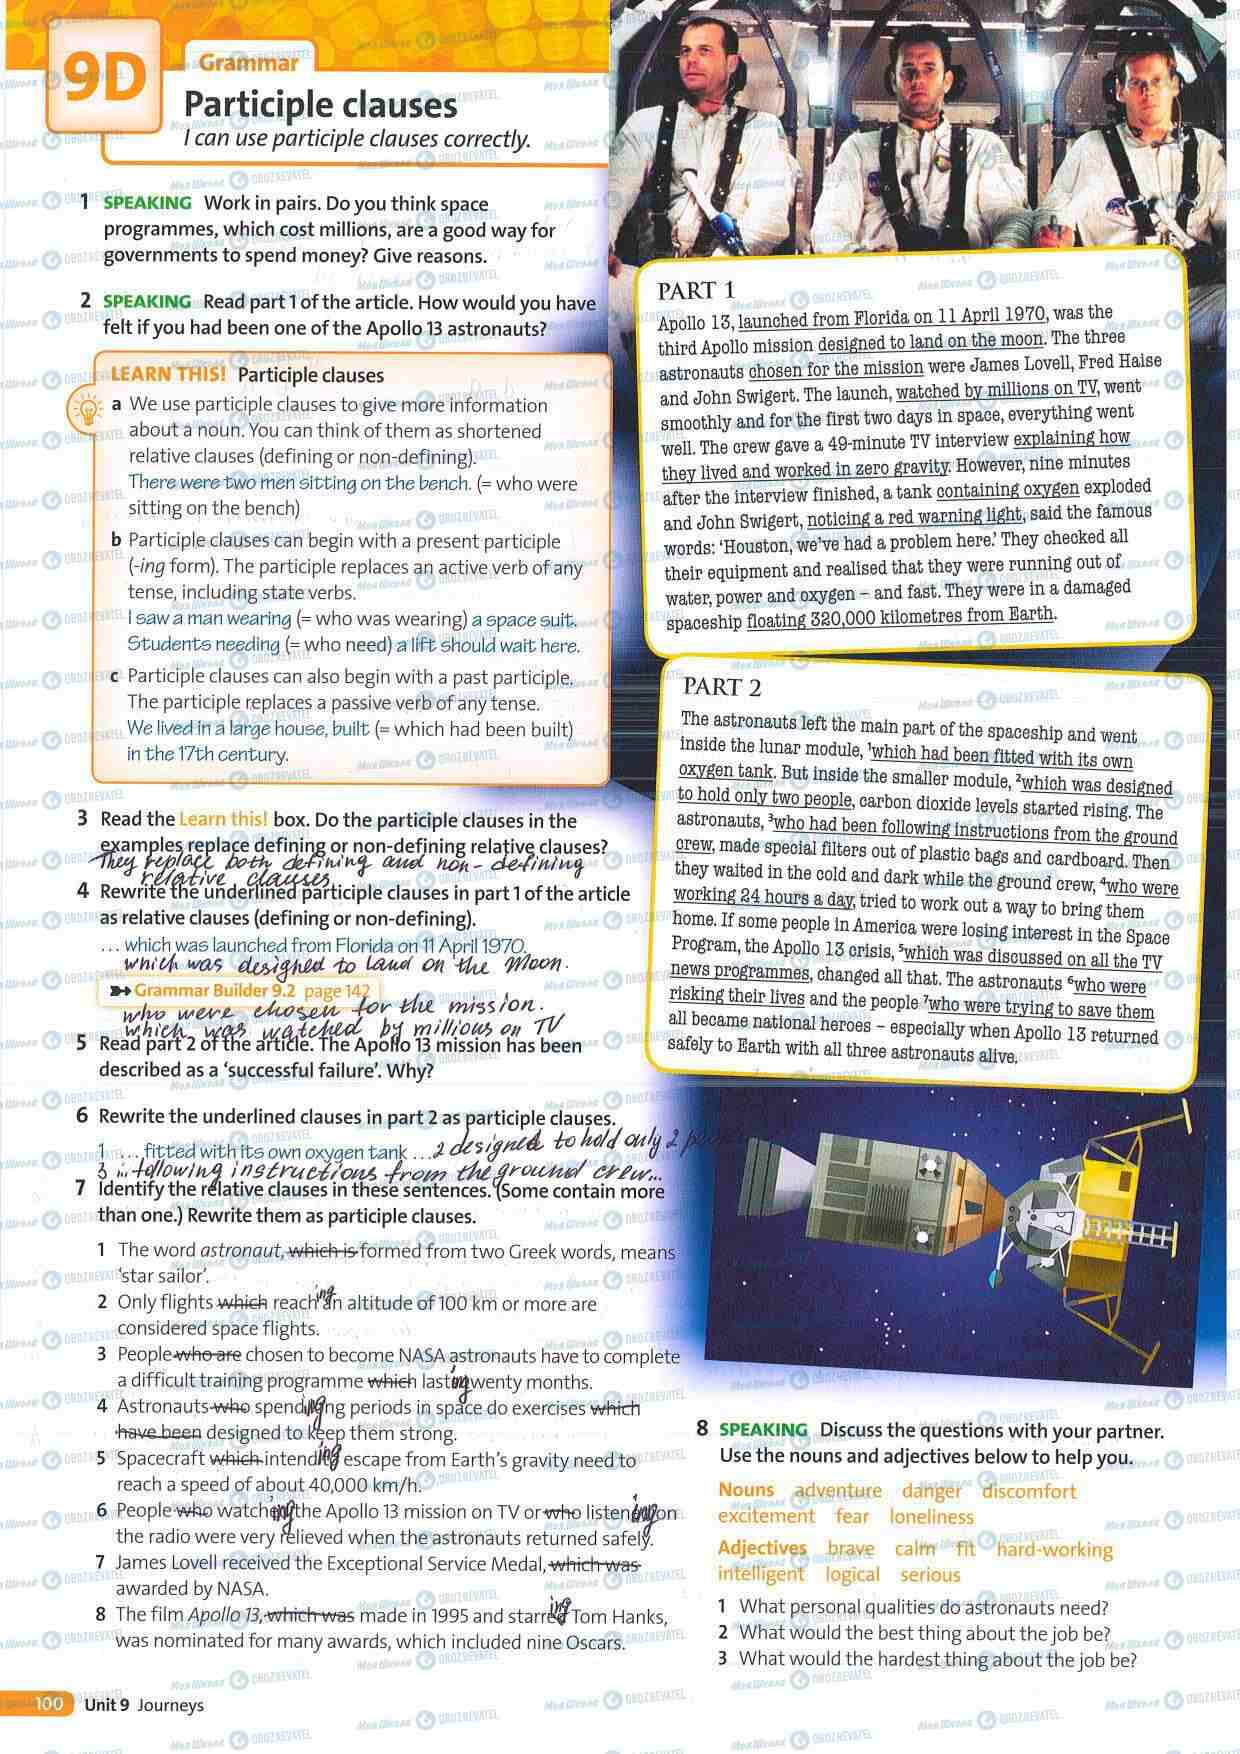 9D
Grammar
Participle clauses
I can use participle clauses correctly.
1 SPEAKING Work in pairs. Do you think space
programmes, which cost millions, are a good way for
governments to spend money? Give reasons.
2 SPEAKING Read part 1 of the article. How would you have
felt if you had been one of the Apollo 13 astronauts?
LEARN THIS! Participle clauses
a We use participle clauses to give more information
about a noun. You can think of them as shortened
relative clauses (defining or non-defining).
There were two men sitting on the bench. (= who were
sitting on the bench)
b Participle clauses can begin with a present participle
(-ing form). The participle replaces an active verb of any
tense, including state verbs.
I saw a man wearing (= who was wearing) a space suit.
Students needing (= who need) a lift should wait here.
c Participle clauses can also begin with a past participle.
The participle replaces a passive verb of any tense.
We lived in a large house, built (= which had been built)
in the 17th century.
3 Read the Learn this! box. Do the participle clauses in the
examples replace defining or non-defining relative clauses?
They replace both defining and non-defining
relative clauses
4 Rewrite the underlined participle clauses in part 1 of the article
as relative clauses (defining or non-defining).
... which was launched from Florida on 11 April 1970,
which was designed to land on the Moon.
Grammar Builder 9.2 page 142
who were chosen for the mission.
which was watched by millions on TV
5 Read part 2 of the article. The Apollo 13 mission has been
described as a 'successful failure'. Why?
6 Rewrite the underlined clauses in part 2 as participle clauses.
1 ... fitted with its own oxygen tank ... 2 designed to hold only 2
3 ... following instructions from the ground crew...
7 Identify the relative clauses in these sentences. (Some contain more
than one.) Rewrite them as participle clauses.
1 The word astronaut, which is formed from two Greek words, means
'star sailor'.
2 Only flights which reach ing an altitude of 100 km or more are
considered space flights.
3 People who are chosen to become NASA astronauts have to complete
a difficult training programme which lasting twenty months.
4 Astronauts who spend ing long periods in space do exercises which
have been designed to keep them strong.
5 Spacecraft which intend ing to escape from Earth's gravity need to
reach a speed of about 40,000 km/h.
6 People who watched ing the Apollo 13 mission on TV or who listened ing on
the radio were very relieved when the astronauts returned safely.
7 James Lovell received the Exceptional Service Medal, which was
awarded by NASA.
8 The film Apollo 13, which was made in 1995 and starred ing Tom Hanks,
was nominated for many awards, which included nine Oscars.
100 Unit 9 Journeys
PART 1
Apollo 13, launched from Florida on 11 April 1970, was the
third Apollo mission designed to land on the moon. The three
astronauts chosen for the mission were James Lovell, Fred Haise
and John Swigert. The launch, watched by millions on TV, went
smoothly and for the first two days in space, everything went
well. The crew gave a 49-minute TV interview explaining how
they lived and worked in zero gravity. However, nine minutes
after the interview finished, a tank containing oxygen exploded
and John Swigert, noticing a red warning light, said the famous
words: 'Houston, we've had a problem here.' They checked all
their equipment and realised that they were running out of
water, power and oxygen – and fast. They were in a damaged
spaceship floating 320,000 kilometres from Earth.
PART 2
The astronauts left the main part of the spaceship and went
inside the lunar module, 1which had been fitted with its own
oxygen tank. But inside the smaller module, 2which was designed
to hold only two people, carbon dioxide levels started rising. The
astronauts, 3who had been following instructions from the ground
crew, made special filters out of plastic bags and cardboard. Then
they waited in the cold and dark while the ground crew, 4who were
working 24 hours a day, tried to work out a way to bring them
home. If some people in America were losing interest in the Space
Program, the Apollo 13 crisis, 5which was discussed on all the TV
news programmes, changed all that. The astronauts 6who were
risking their lives and the people 7who were trying to save them
all became national heroes – especially when Apollo 13 returned
safely to Earth with all three astronauts alive.
8 SPEAKING Discuss the questions with your partner.
Use the nouns and adjectives below to help you.
Nouns adventure danger discomfort
excitement fear loneliness
Adjectives brave calm fit hard-working
intelligent logical serious
1 What personal qualities do astronauts need?
2 What would the best thing about the job be?
3 What would the hardest thing about the job be?